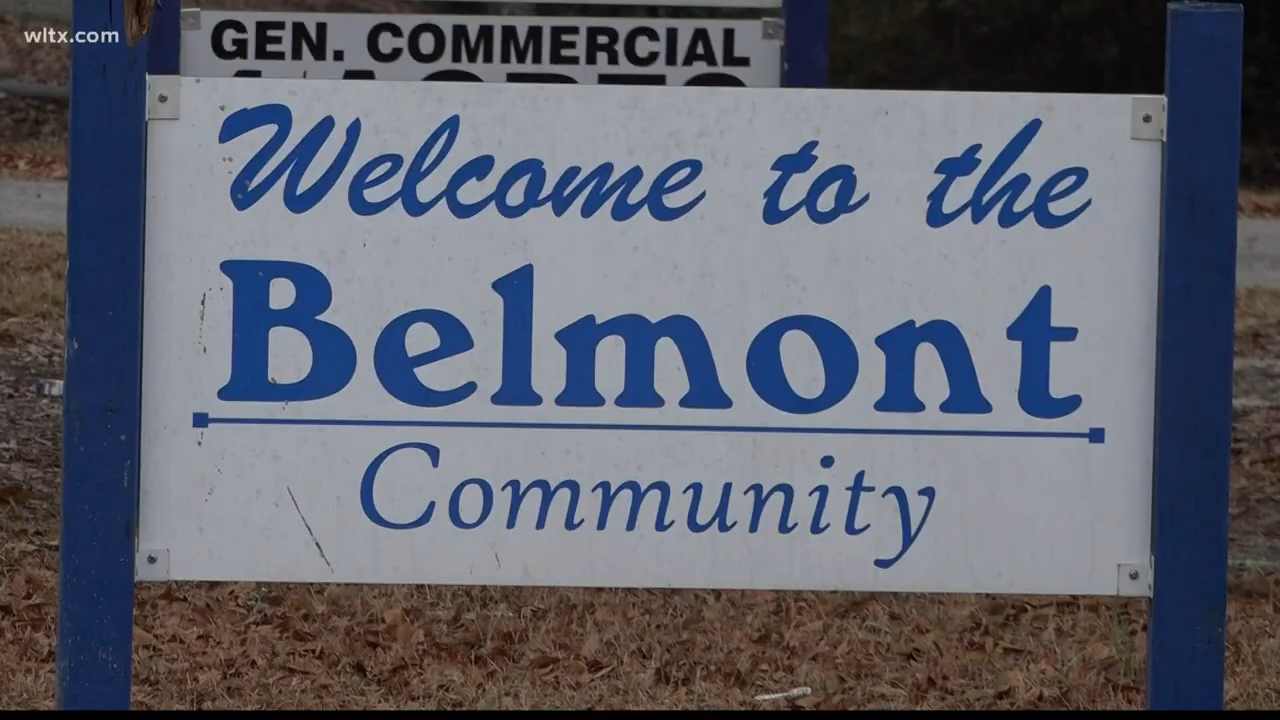 wltx.com
GEN. COMMERCIAL
Welcome to the
Belmont
Community